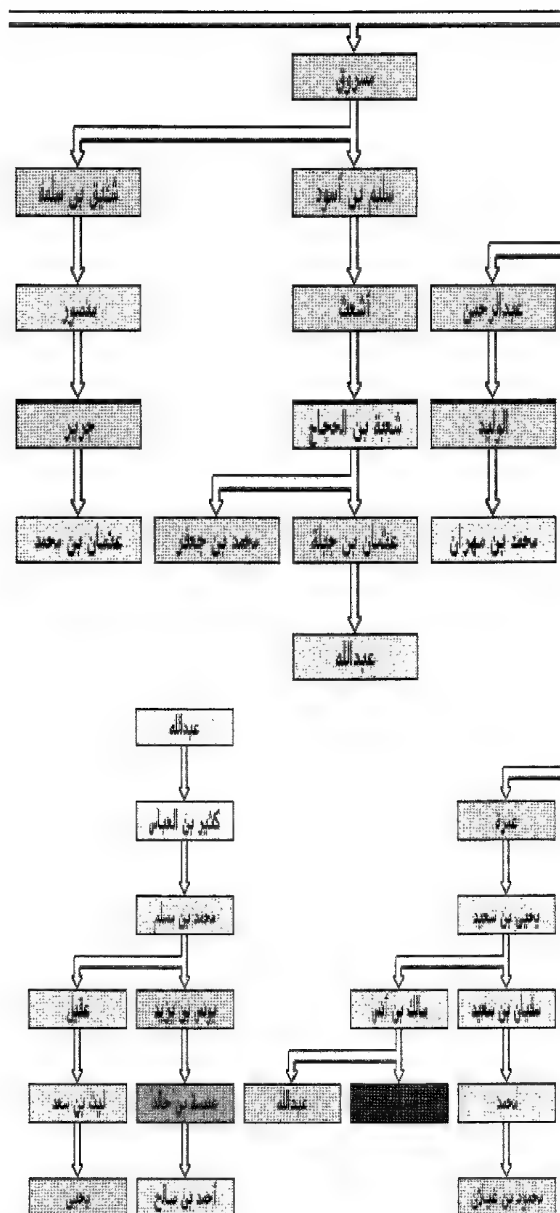 مسروق
سليم بن أسود
شقيق بن سلمة
عبدالرحمن
أشعث
منصور
الوليد
شعبة بن الحجاج
جرير
محمد بن مهران
عثمان بن جبلة
محمد بن جعفر
عثمان بن محمد
عبدالله
عبدالله
عمرة
كثير بن العباس
يحيى بن سعيد
محمد بن مسلم
سفيان بن سعيد
مالك بن أنس
يونس بن يزيد
عقيل
محمد
عبدالله
عنبسة بن خالد
ليث بن سعد
محمود بن غيلان
أحمد بن صالح
يحيى